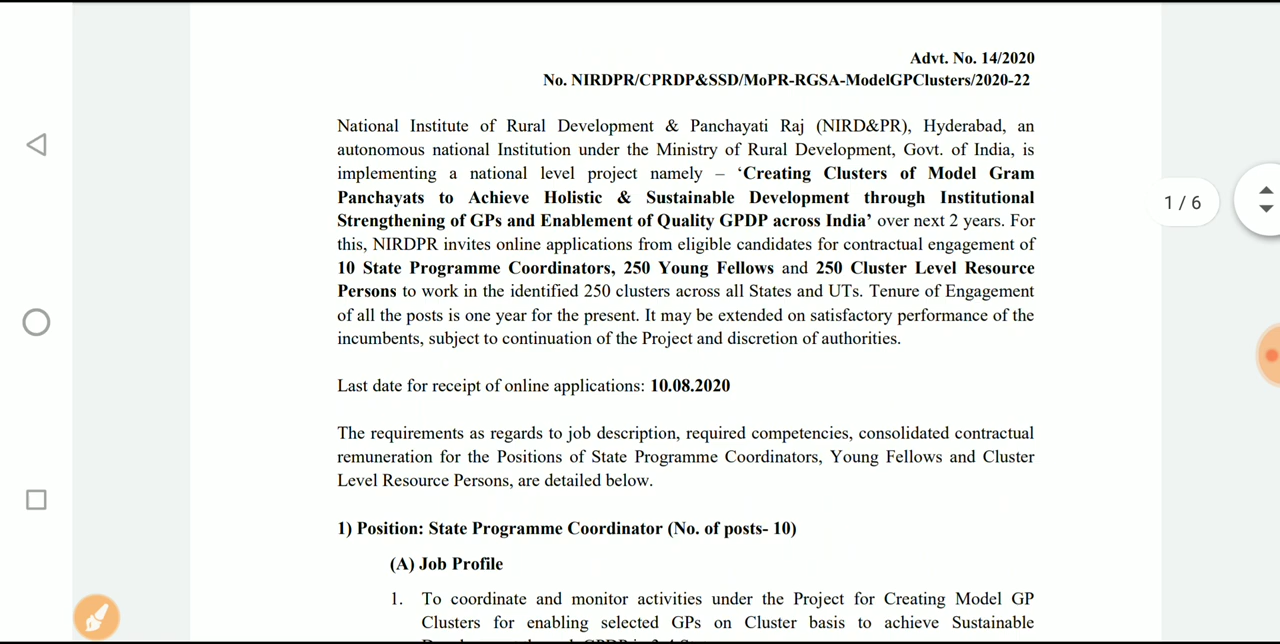 Advt. No. 14/2020
No. NIRDPR/CPRDP&SSD/MoPR-RGSA-ModelGPClusters/2020-22
National Institute of Rural Development & Panchayati Raj (NIRD&PR), Hyderabad, an
autonomous national Institution under the Ministry of Rural Development, Govt. of India, is
implementing a national level project namely – ‘Creating Clusters of Model Gram
Panchayats to Achieve Holistic & Sustainable Development through Institutional
Strengthening of GPs and Enablement of Quality GPDP across India’ over next 2 years. For
this, NIRDPR invites online applications from eligible candidates for contractual engagement of
10 State Programme Coordinators, 250 Young Fellows and 250 Cluster Level Resource
Persons to work in the identified 250 clusters across all States and UTs. Tenure of Engagement
of all the posts is one year for the present. It may be extended on satisfactory performance of the
incumbents, subject to continuation of the Project and discretion of authorities.
1 / 6
Last date for receipt of online applications: 10.08.2020
The requirements as regards to job description, required competencies, consolidated contractual
remuneration for the Positions of State Programme Coordinators, Young Fellows and Cluster
Level Resource Persons, are detailed below.
1) Position: State Programme Coordinator (No. of posts- 10)
(A) Job Profile
1. To coordinate and monitor activities under the Project for Creating Model GP
Clusters for enabling selected GPs on Cluster basis to achieve Sustainable